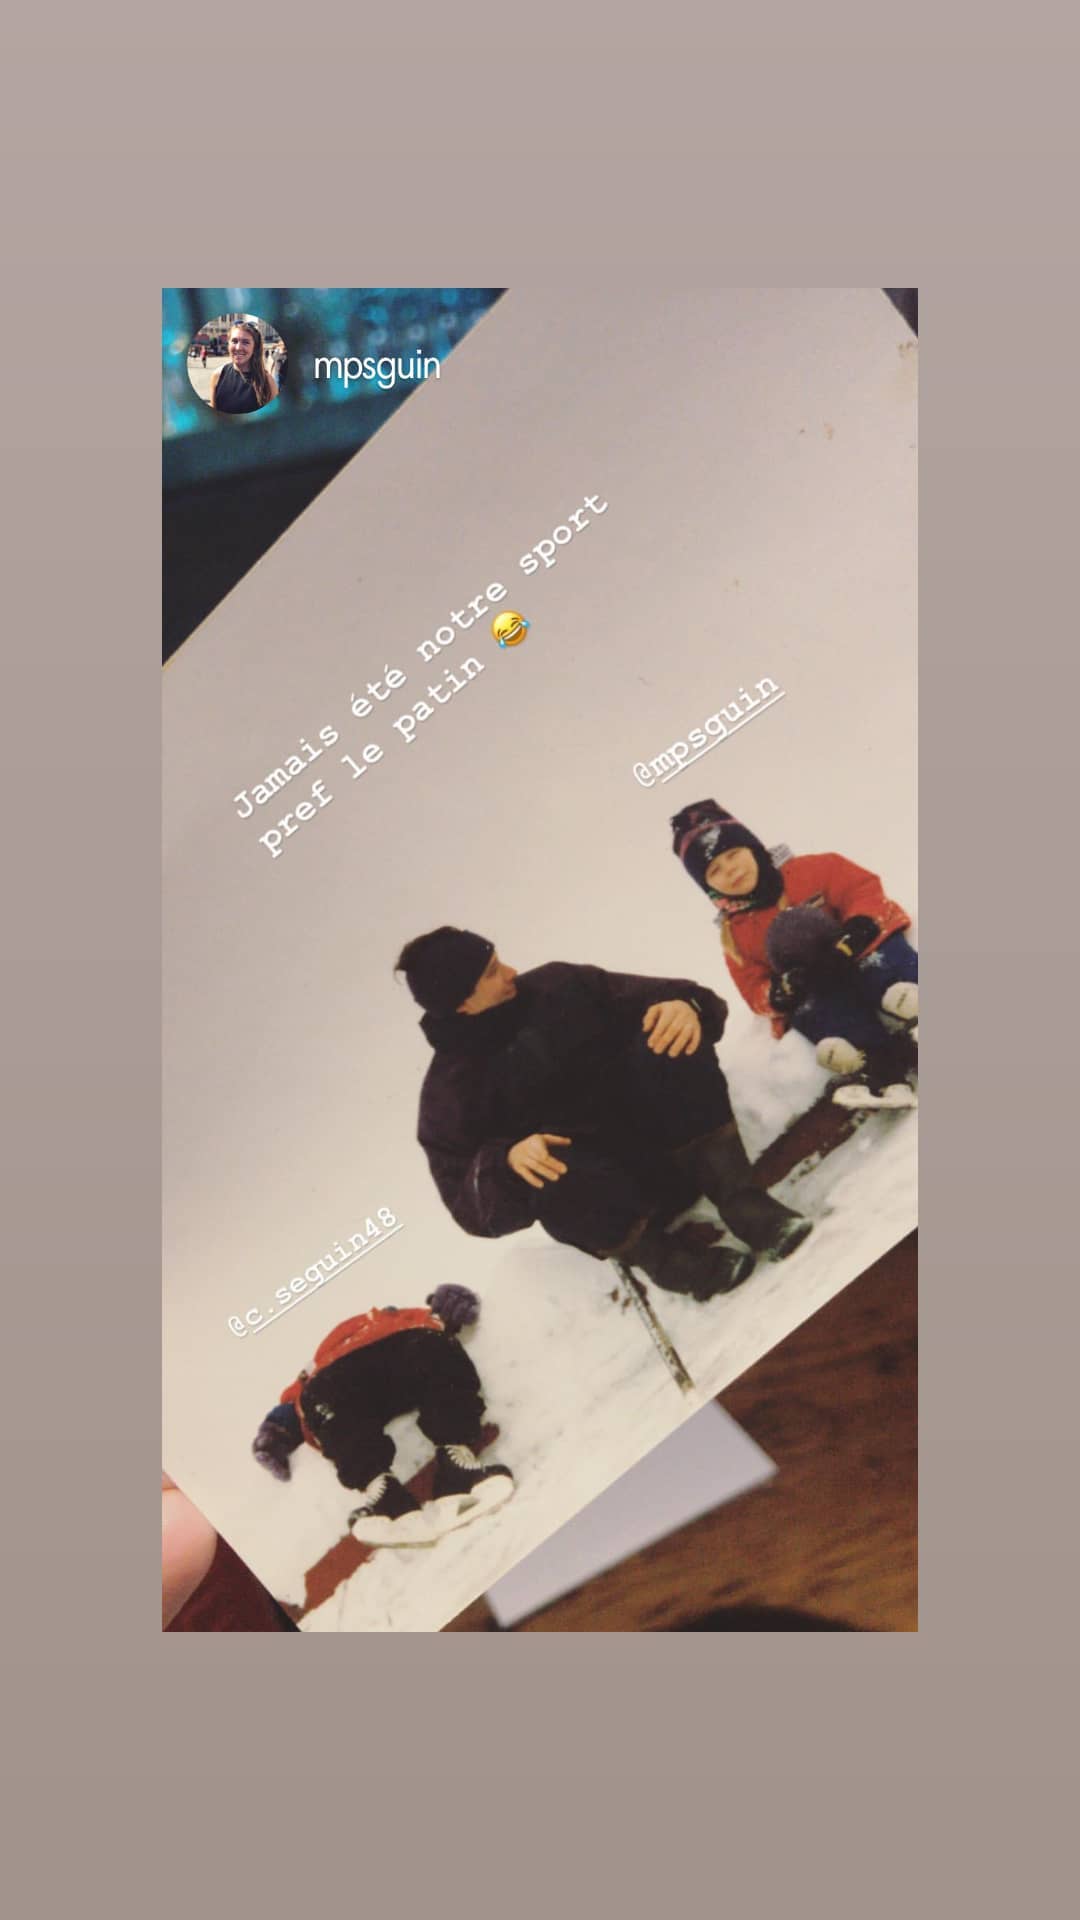 mpsguin
Jamais été notre sport
pref le patin 😂
@mpsguin
@c.seguin48